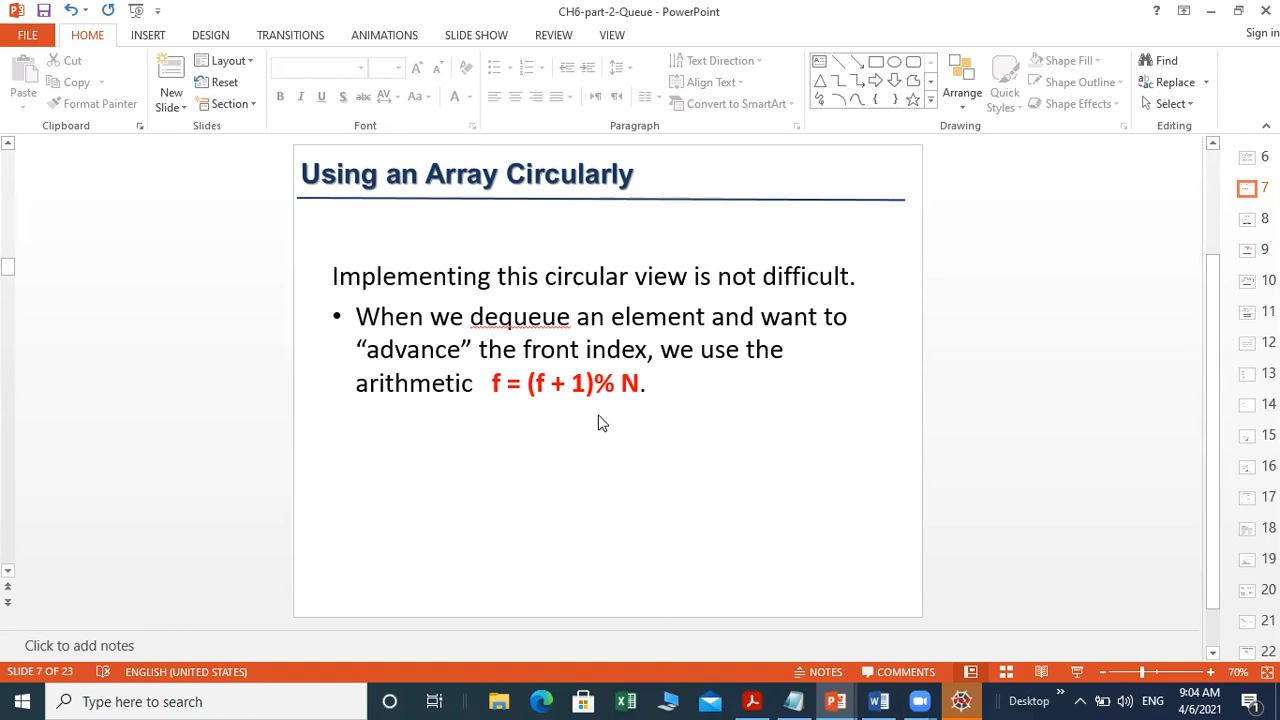 CH6-part-2-Queue - PowerPoint
Sign in
FILE HOME INSERT DESIGN TRANSITIONS ANIMATIONS SLIDE SHOW REVIEW VIEW
Paste
Cut
Copy
Format Painter
Clipboard
New Slide
Layout
Reset
Section
Slides
B I U S abc AV Aa A
Font
Text Direction
Align Text
Convert to SmartArt
Paragraph
Arrange
Quick Styles
Shape Fill
Shape Outline
Shape Effects
Drawing
Find
Replace
Select
Editing
Using an Array Circularly
Implementing this circular view is not difficult.
• When we dequeue an element and want to
“advance” the front index, we use the
arithmetic f = (f + 1)% N.
6
7
8
9
10
11
12
13
14
15
16
17
18
19
20
21
22
Click to add notes
SLIDE 7 OF 23 ENGLISH (UNITED STATES) NOTES COMMENTS 70%
Type here to search
Desktop
ENG
9:04 AM
4/6/2021
1